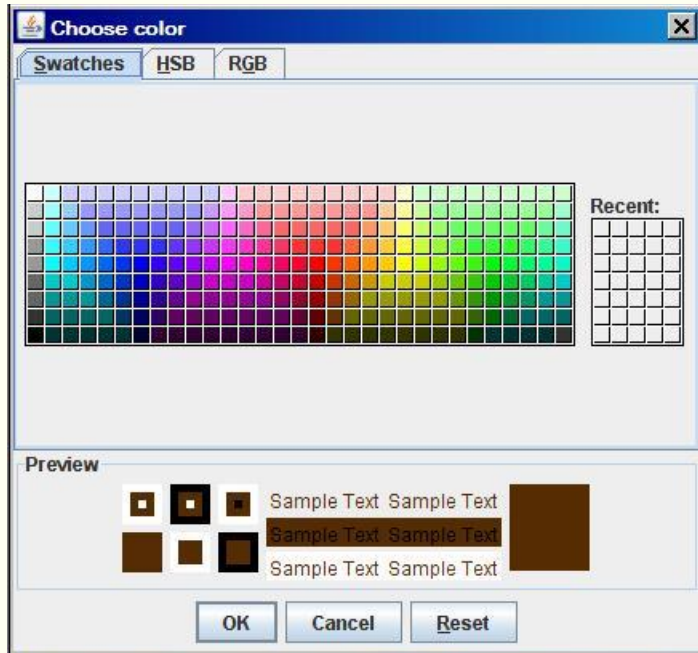 Choose color
Swatches HSB RGB
Recent:
Preview
Sample Text Sample Text
Sample Text Sample Text
Sample Text Sample Text
OK Cancel Reset